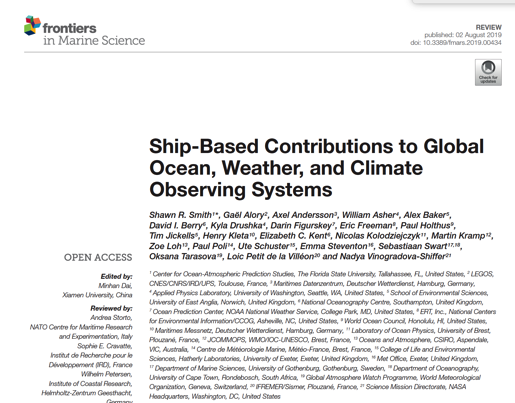 frontiers
in Marine Science
REVIEW
published: 02 August 2019
doi: 10.3389/fmars.2019.00434
Check for
updates
Ship-Based Contributions to Global
Ocean, Weather, and Climate
Observing Systems
Shawn R. Smith1*, Gaël Alory2, Axel Andersson3, William Asher4, Alex Baker5,
David I. Berry6, Kyla Drushka4, Darin Figurskey7, Eric Freeman8, Paul Holthus9,
Tim Jickells5, Henry Kleta10, Elizabeth C. Kent6, Nicolas Kolodziejczyk11, Martin Kramp12,
Zoe Loh13, Paul Poli14, Ute Schuster15, Emma Steventon16, Sebastiaan Swart17,18,
Oksana Tarasova19, Loic Petit de la Villéon20 and Nadya Vinogradova-Shiffer21
OPEN ACCESS
Edited by:
Minhan Dai,
Xiamen University, China
Reviewed by:
Andrea Storto,
NATO Centre for Maritime Research
and Experimentation, Italy
Sophie E. Cravatte,
Institut de Recherche pour le
Développement (IRD), France
Wilhelm Petersen,
Institute of Coastal Research,
Helmholtz-Zentrum Geesthacht,
Germany
1 Center for Ocean-Atmospheric Prediction Studies, The Florida State University, Tallahassee, FL, United States, 2 LEGOS,
CNES/CNRS/IRD/UPS, Toulouse, France, 3 Maritimes Datenzentrum, Deutscher Wetterdienst, Hamburg, Germany,
4 Applied Physics Laboratory, University of Washington, Seattle, WA, United States, 5 School of Environmental Sciences,
University of East Anglia, Norwich, United Kingdom, 6 National Oceanography Centre, Southampton, United Kingdom,
7 Ocean Prediction Center, NOAA National Weather Service, College Park, MD, United States, 8 ERT, Inc., National Centers
for Environmental Information/CCOG, Asheville, NC, United States, 9 World Ocean Council, Honolulu, HI, United States,
10 Maritimes Messnetz, Deutscher Wetterdienst, Hamburg, Germany, 11 Laboratory of Ocean Physics, University of Brest,
Plouzané, France, 12 JCOMMOPS, WMO/IOC-UNESCO, Brest, France, 13 Oceans and Atmosphere, CSIRO, Aspendale,
VIC, Australia, 14 Centre de Météorologie Marine, Météo-France, Brest, France, 15 College of Life and Environmental
Sciences, Hatherly Laboratories, University of Exeter, Exeter, United Kingdom, 16 Met Office, Exeter, United Kingdom,
17 Department of Marine Sciences, University of Gothenburg, Gothenburg, Sweden, 18 Department of Oceanography,
University of Cape Town, Rondebosch, South Africa, 19 Global Atmosphere Watch Programme, World Meteorological
Organization, Geneva, Switzerland, 20 IFREMER/Sismer, Plouzané, France, 21 Science Mission Directorate, NASA
Headquarters, Washington, DC, United States